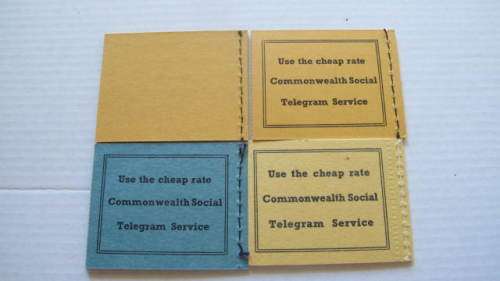 Use the cheap rate
Commonwealth Social
Telegram Service
Use the cheap rate
Commonwealth Social
Telegram Service
Use the cheap rate
Commonwealth Social
Telegram Service